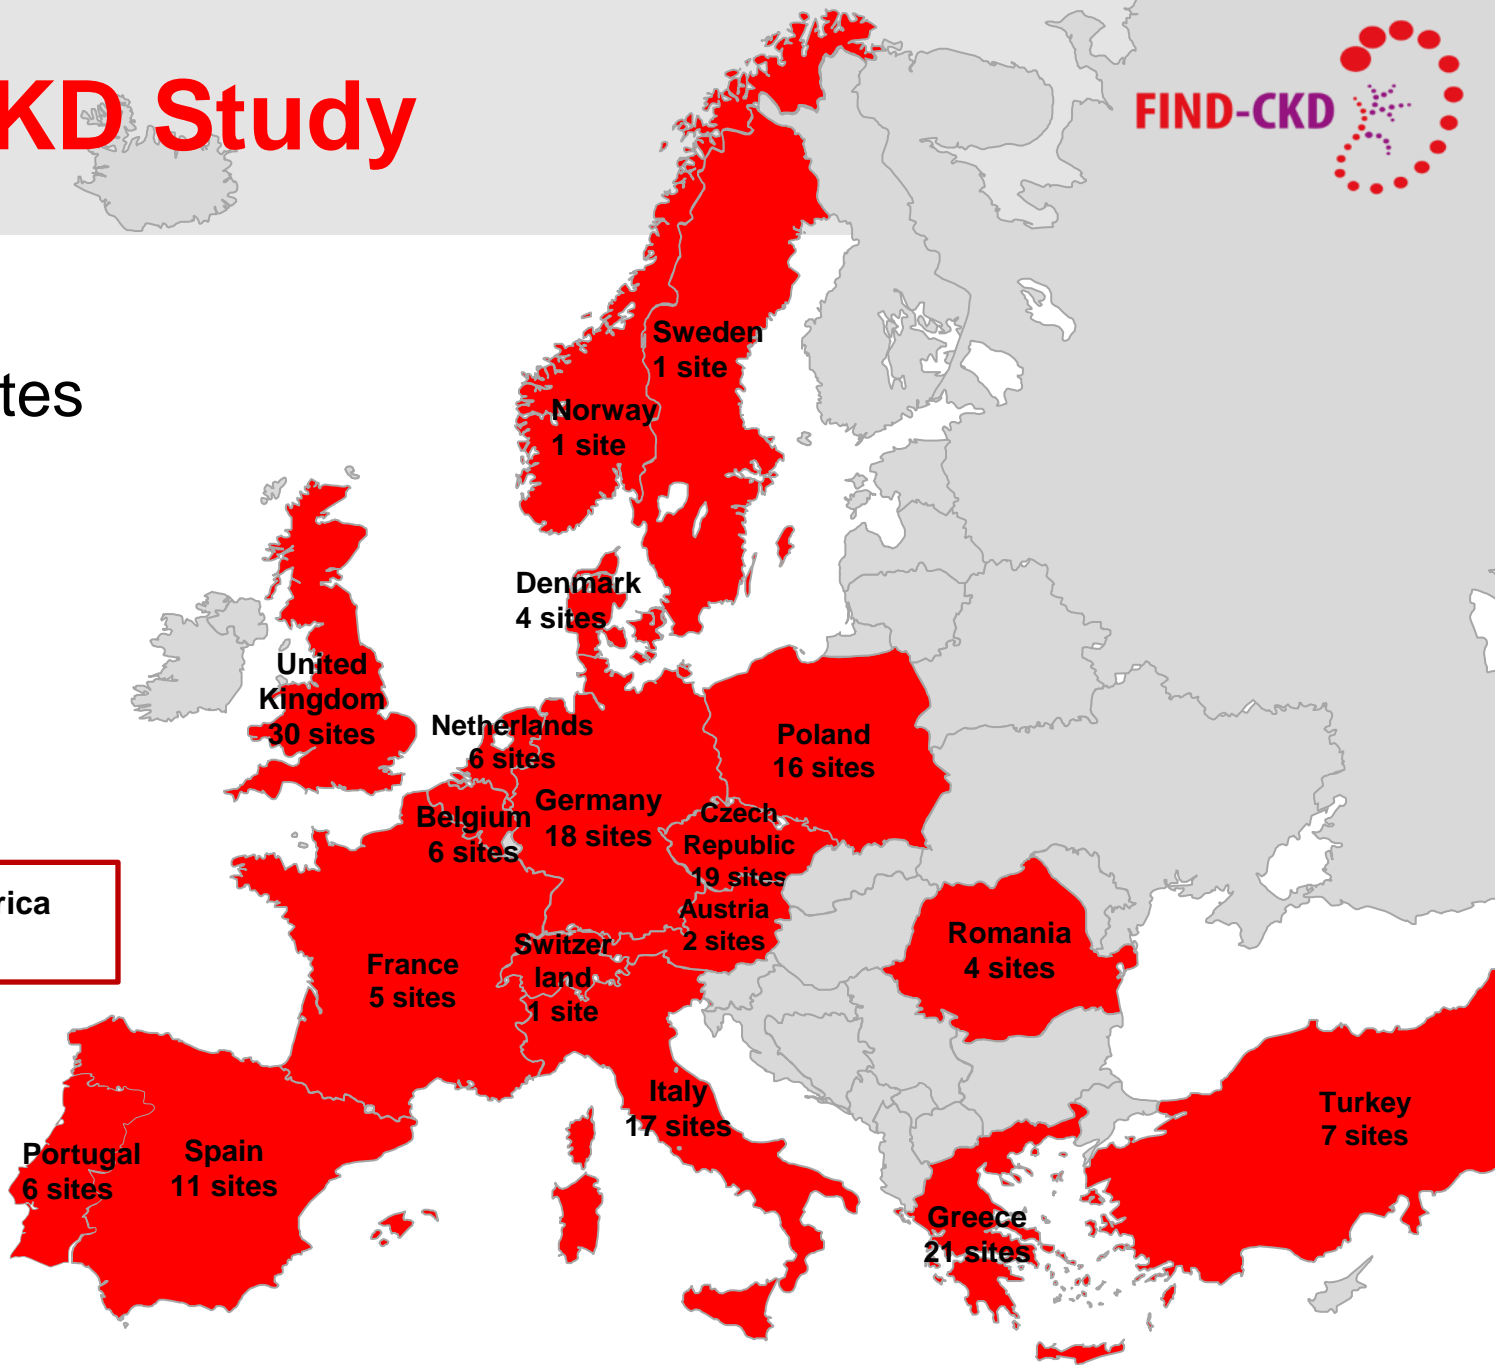 KD Study
FIND-CKD
tes
Sweden
1 site
Norway
1 site
Denmark
4 sites
United
Kingdom
30 sites
Netherlands
6 sites
Poland
16 sites
Belgium
6 sites
Germany
18 sites
Czech
Republic
19 sites
Austria
2 sites
rica
Switzer
land
1 site
France
5 sites
Romania
4 sites
Italy
17 sites
Turkey
7 sites
Portugal
6 sites
Spain
11 sites
Greece
21 sites